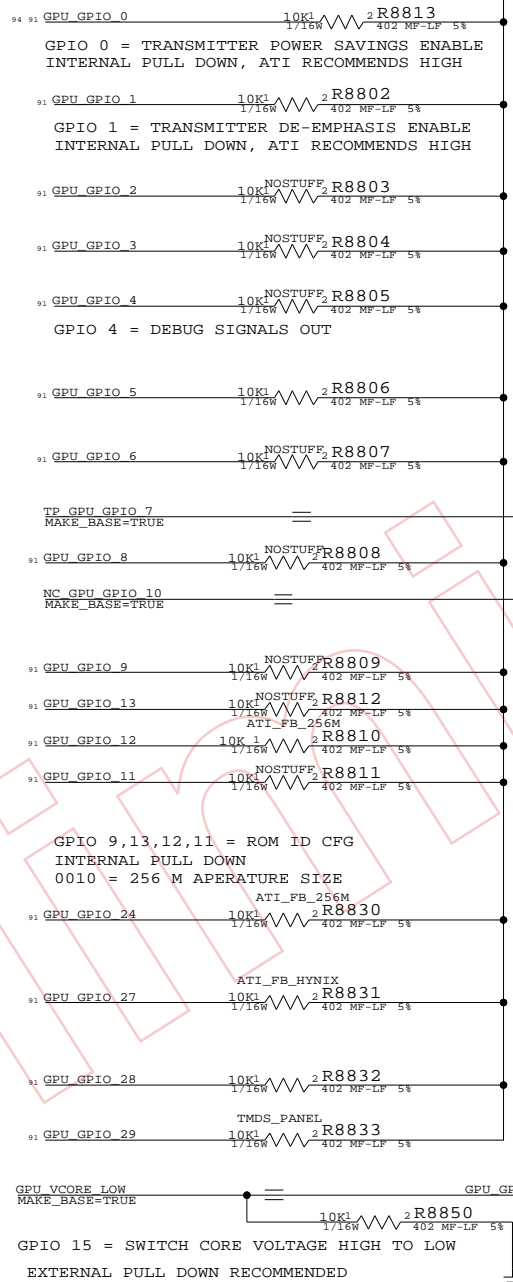 94 91 GPU_GPIO_0 10K 1 2 R8813
1/16W 402 MF-LF 5%
GPIO 0 = TRANSMITTER POWER SAVINGS ENABLE
INTERNAL PULL DOWN, ATI RECOMMENDS HIGH
91 GPU_GPIO_1 10K 1 2 R8802
1/16W 402 MF-LF 5%
GPIO 1 = TRANSMITTER DE-EMPHASIS ENABLE
INTERNAL PULL DOWN, ATI RECOMMENDS HIGH
NOSTUFF
91 GPU_GPIO_2 10K 1 2 R8803
1/16W 402 MF-LF 5%
NOSTUFF
91 GPU_GPIO_3 10K 1 2 R8804
1/16W 402 MF-LF 5%
NOSTUFF
91 GPU_GPIO_4 10K 1 2 R8805
1/16W 402 MF-LF 5%
GPIO 4 = DEBUG SIGNALS OUT
91 GPU_GPIO_5 10K 1 2 R8806
1/16W 402 MF-LF 5%
NOSTUFF
91 GPU_GPIO_6 10K 1 2 R8807
1/16W 402 MF-LF 5%
TP_GPU_GPIO_7
MAKE_BASE=TRUE
NOSTUFF
91 GPU_GPIO_8 10K 1 2 R8808
1/16W 402 MF-LF 5%
NC_GPU_GPIO_10
MAKE_BASE=TRUE
NOSTUFF
91 GPU_GPIO_9 10K 1 2 R8809
1/16W 402 MF-LF 5%
NOSTUFF
91 GPU_GPIO_13 10K 1 2 R8812
1/16W 402 MF-LF 5%
ATI_FB_256M
91 GPU_GPIO_12 10K 1 2 R8810
1/16W 402 MF-LF 5%
NOSTUFF
91 GPU_GPIO_11 10K 1 2 R8811
1/16W 402 MF-LF 5%
GPIO 9,13,12,11 = ROM ID CFG
INTERNAL PULL DOWN
0010 = 256 M APERATURE SIZE
ATI_FB_256M
91 GPU_GPIO_24 10K 1 2 R8830
1/16W 402 MF-LF 5%
ATI_FB_HYNIX
91 GPU_GPIO_27 10K 1 2 R8831
1/16W 402 MF-LF 5%
91 GPU_GPIO_28 10K 1 2 R8832
1/16W 402 MF-LF 5%
TMDS_PANEL
91 GPU_GPIO_29 10K 1 2 R8833
1/16W 402 MF-LF 5%
GPU_VCORE_LOW GPU_GP
MAKE_BASE=TRUE
10K 1 2 R8850
1/16W 402 MF-LF 5%
GPIO 15 = SWITCH CORE VOLTAGE HIGH TO LOW
EXTERNAL PULL DOWN RECOMMENDED